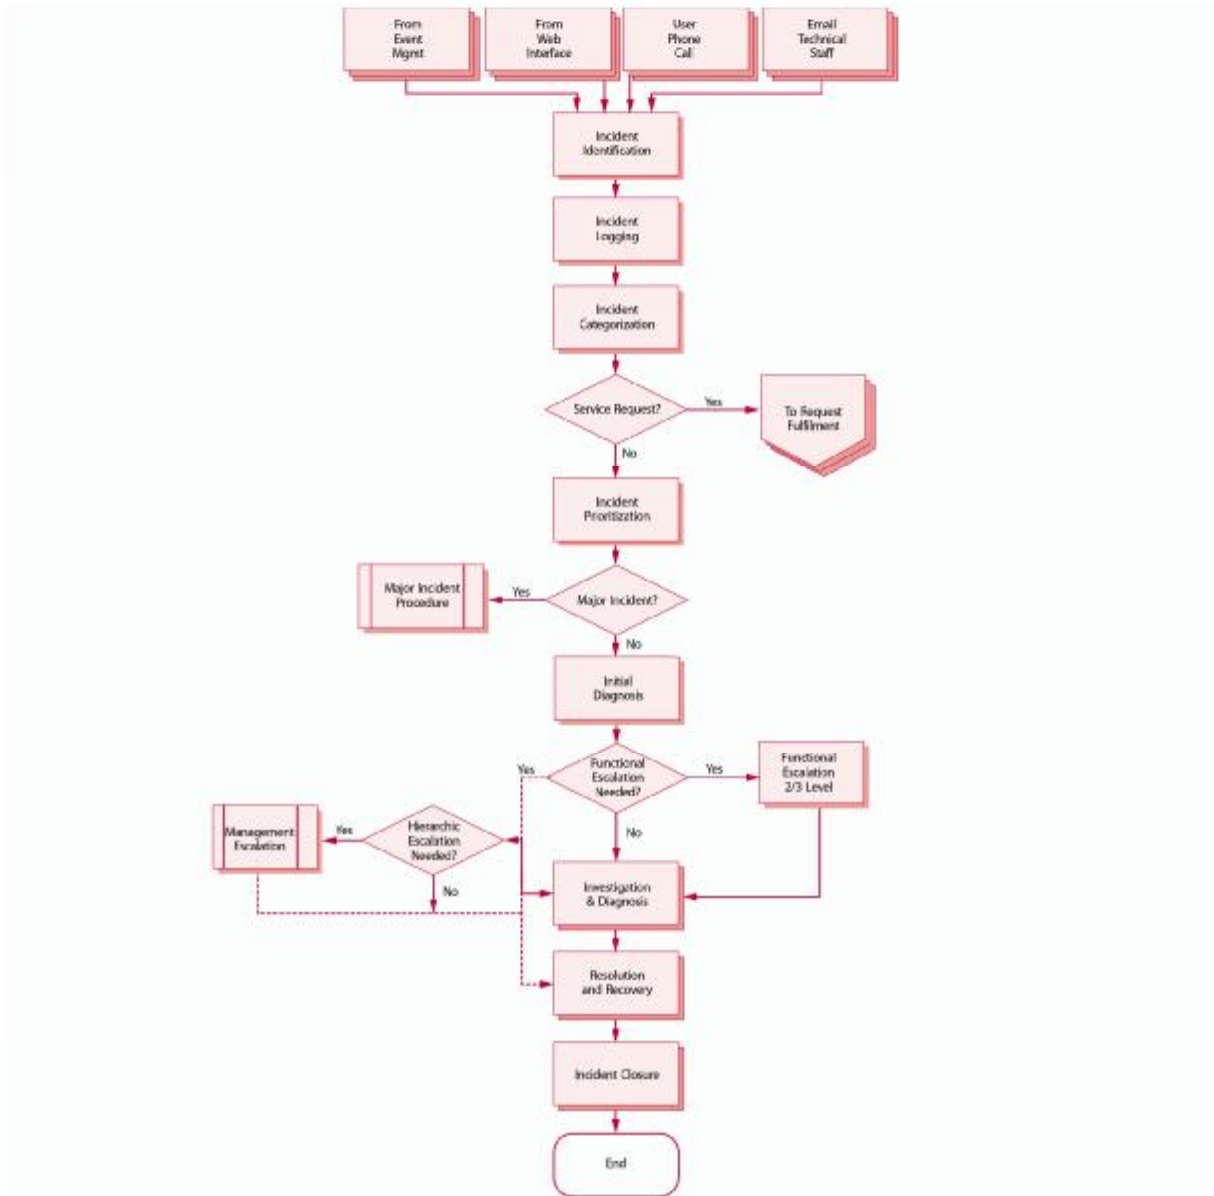 From
Event
Mgmt
From
Web
Interface
User
Phone
Call
Email
Technical
Staff
Incident
Identification
Incident
Logging
Incident
Categorization
Service Request?
Yes
To Request
Fulfilment
No
Incident
Prioritization
Major Incident
Procedure
Yes
Major Incident?
No
Initial
Diagnosis
Yes
Functional
Escalation
Needed?
Yes
Functional
Escalation
2/3 Level
No
Management
Escalation
Yes
Hierarchic
Escalation
Needed?
No
Investigation
& Diagnosis
Resolution
and Recovery
Incident Closure
End